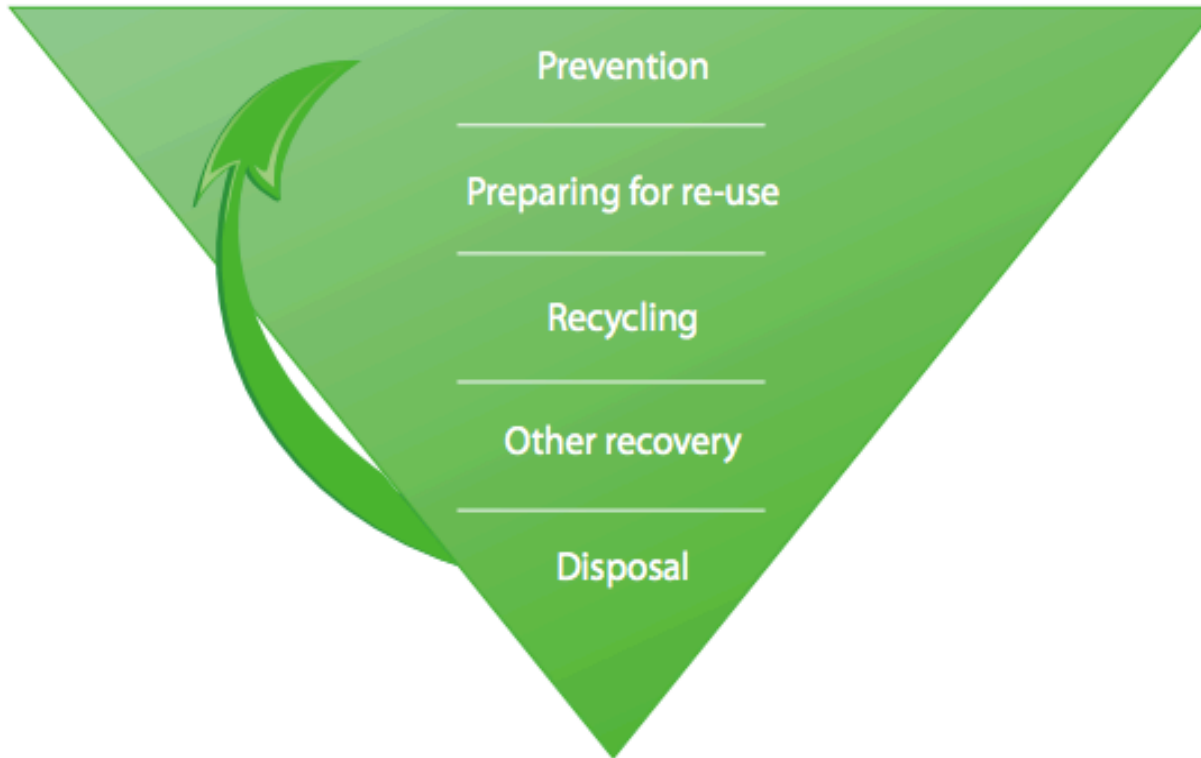 Prevention
Preparing for re-use
Recycling
Other recovery
Disposal